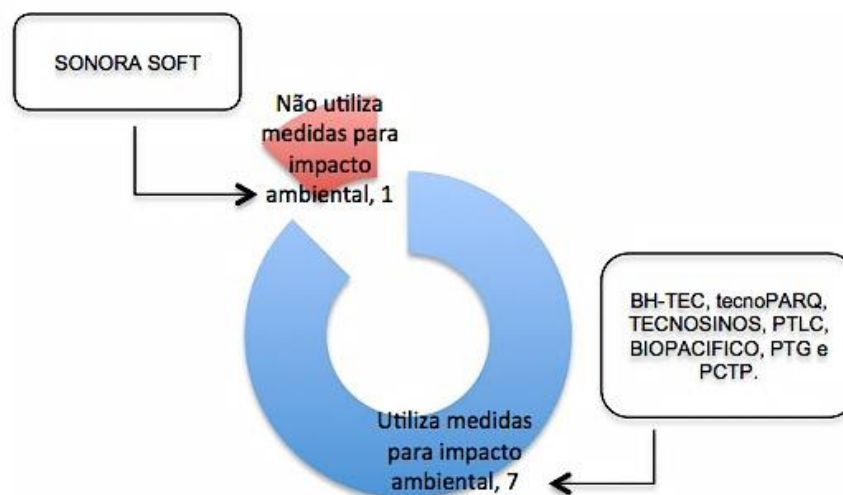 SONORA SOFT
Não utiliza
medidas para
impacto
ambiental, 1
BH-TEC, tecnoPARQ,
TECNOSINOS, PTLC,
BIOPACIFICO, PTG e
PCTP.
Utiliza medidas
para impacto
ambiental, 7